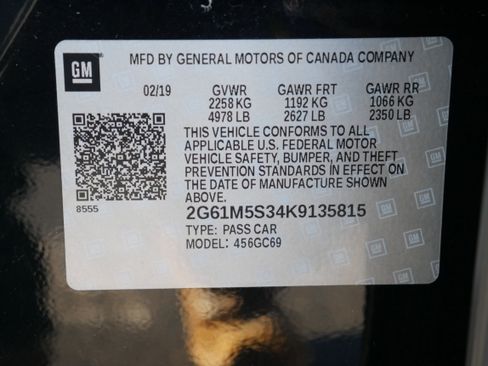 GM
MFD BY GENERAL MOTORS OF CANADA COMPANY
02/19 GVWR GAWR FRT GAWR RR
2258 KG 1192 KG 1066 KG
4978 LB 2627 LB 2350 LB
THIS VEHICLE CONFORMS TO ALL
APPLICABLE U.S. FEDERAL MOTOR
VEHICLE SAFETY, BUMPER, AND THEFT
PREVENTION STANDARDS IN EFFECT ON
THE DATE OF MANUFACTURE SHOWN
ABOVE.
8555
2G61M5S34K9135815
TYPE: PASS CAR
MODEL: 456GC69